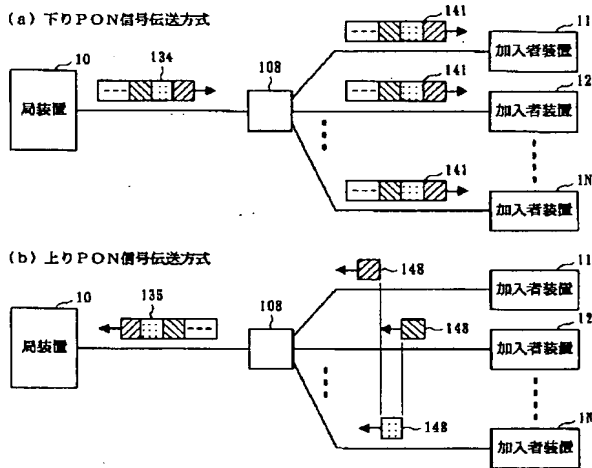 (a) 下りPON信号伝送方式
10
局装置
134
108
141
11
加入者装置
141
12
加入者装置
141
1N
加入者装置
(b) 上りPON信号伝送方式
10
局装置
135
108
148
11
加入者装置
148
12
加入者装置
148
1N
加入者装置